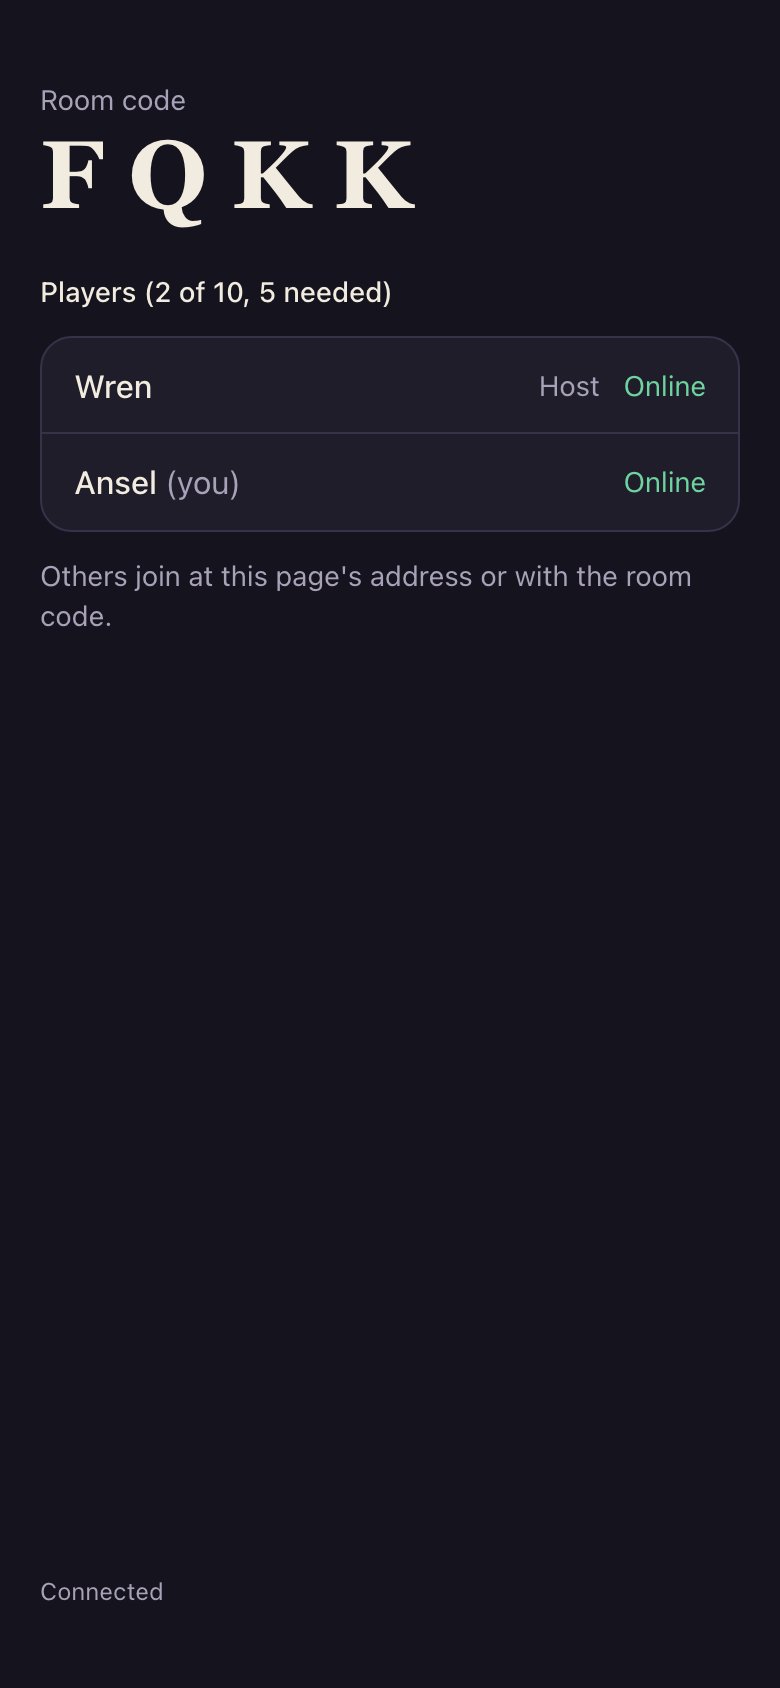 Room code
FQKK
Players (2 of 10, 5 needed)
Wren Host Online
Ansel (you) Online
Others join at this page's address or with the room
code.
Connected